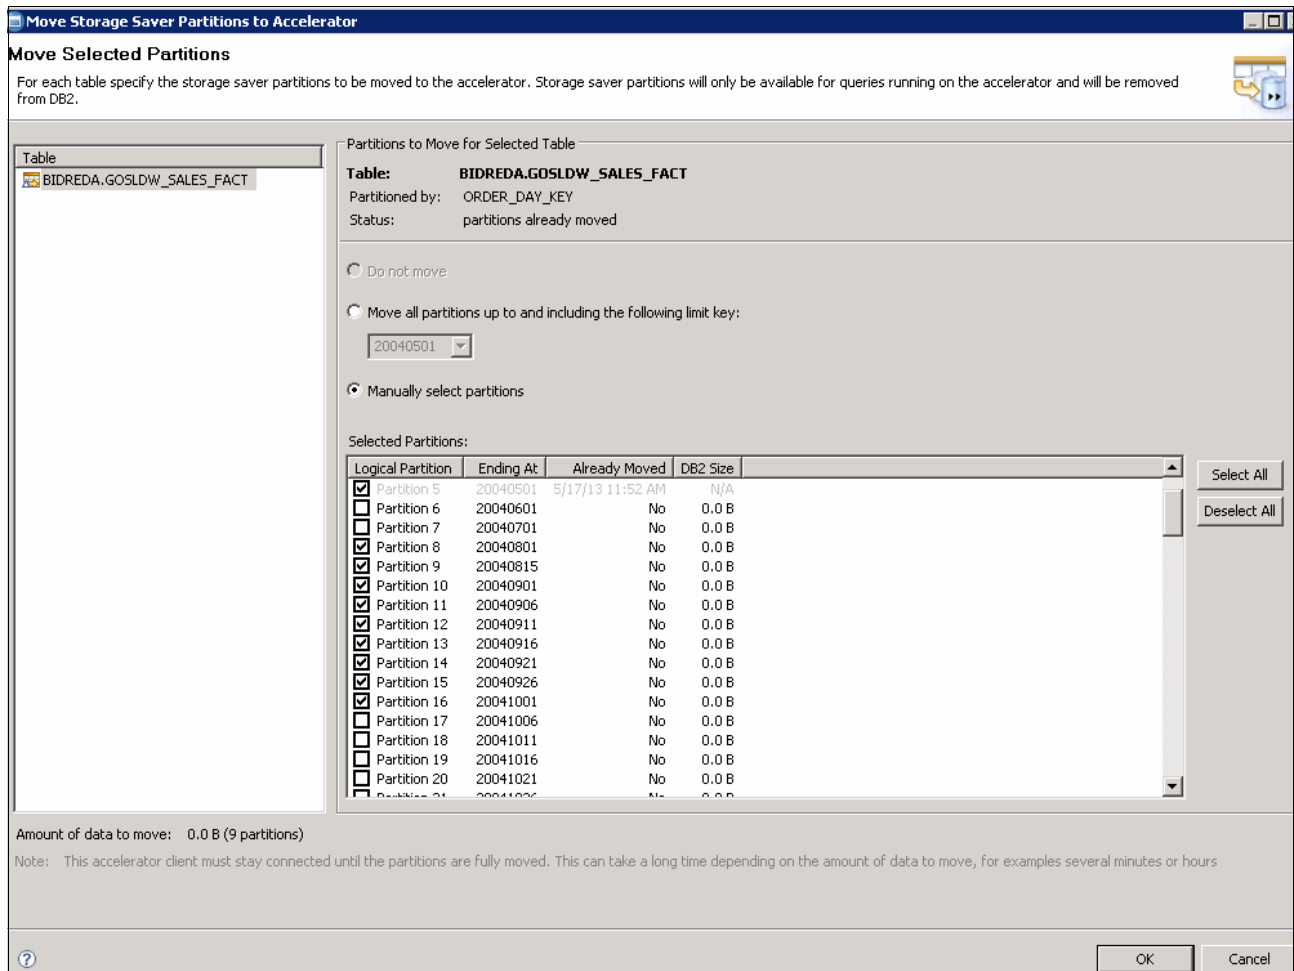 Move Storage Saver Partitions to Accelerator
Move Selected Partitions
For each table specify the storage saver partitions to be moved to the accelerator. Storage saver partitions will only be available for queries running on the accelerator and will be removed
from DB2.
Table
BIDREDA.GOSLDW_SALES_FACT
Partitions to Move for Selected Table
Table: BIDREDA.GOSLDW_SALES_FACT
Partitioned by: ORDER_DAY_KEY
Status: partitions already moved
Do not move
Move all partitions up to and including the following limit key:
20040501
Manually select partitions
Selected Partitions:
Logical Partition Ending At Already Moved DB2 Size
Partition 5 20040501 5/17/13 11:52 AM N/A
Partition 6 20040601 No 0.0 B
Partition 7 20040701 No 0.0 B
Partition 8 20040801 No 0.0 B
Partition 9 20040815 No 0.0 B
Partition 10 20040901 No 0.0 B
Partition 11 20040906 No 0.0 B
Partition 12 20040911 No 0.0 B
Partition 13 20040916 No 0.0 B
Partition 14 20040921 No 0.0 B
Partition 15 20040926 No 0.0 B
Partition 16 20041001 No 0.0 B
Partition 17 20041006 No 0.0 B
Partition 18 20041011 No 0.0 B
Partition 19 20041016 No 0.0 B
Partition 20 20041021 No 0.0 B
Select All
Deselect All
Amount of data to move: 0.0 B (9 partitions)
Note: This accelerator client must stay connected until the partitions are fully moved. This can take a long time depending on the amount of data to move, for examples several minutes or hours
OK
Cancel